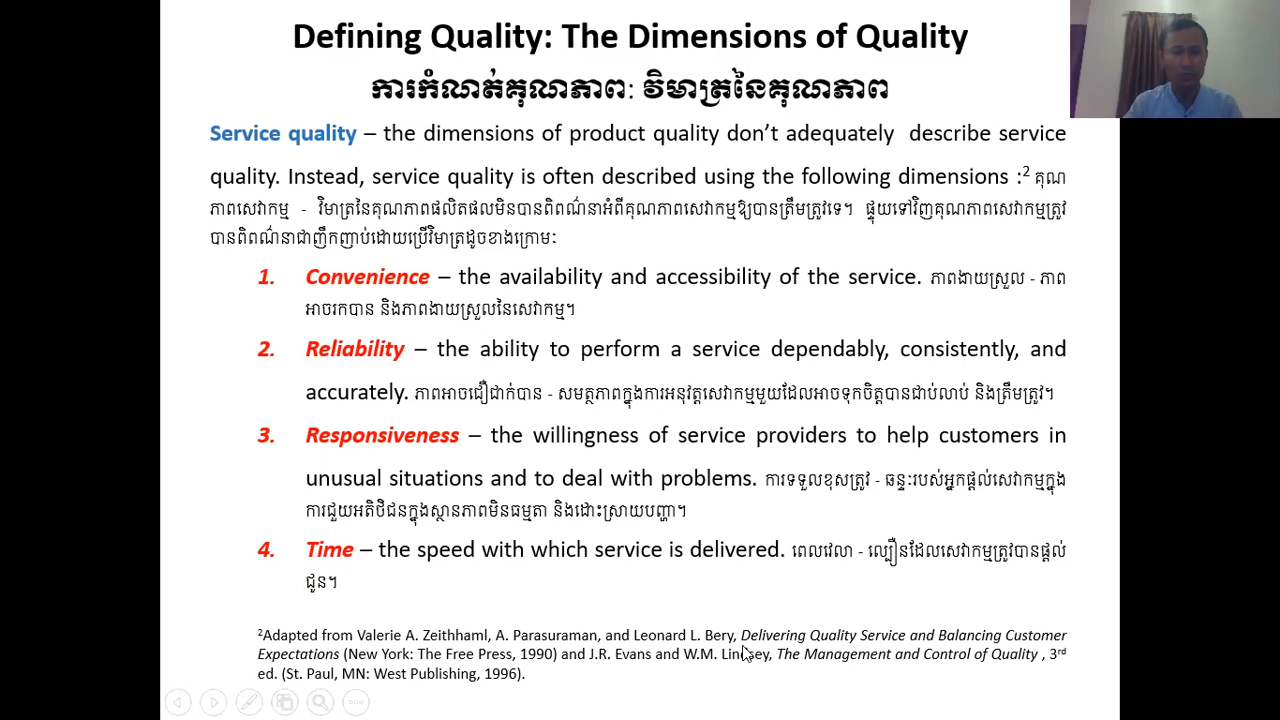 Defining Quality: The Dimensions of Quality
ការកំណត់គុណភាព: វិមាត្រនៃគុណភាព
Service quality – the dimensions of product quality don’t adequately describe service
quality. Instead, service quality is often described using the following dimensions :2 គុណ
ភាពសេវាកម្ម - វិមាត្រនៃគុណភាពផលិតផលមិនបានពិពណ៌នាអំពីគុណភាពសេវាកម្មឱ្យបានត្រឹមត្រូវទេ។ ផ្ទុយទៅវិញគុណភាពសេវាកម្មត្រូវ
បានពិពណ៌នាជាញឹកញាប់ដោយប្រើវិមាត្រដូចខាងក្រោមៈ
1. Convenience – the availability and accessibility of the service. ភាពងាយស្រួល - ភាព
អាចរកបាន និងភាពងាយស្រួលនៃសេវាកម្ម។
2. Reliability – the ability to perform a service dependably, consistently, and
accurately. ភាពអាចជឿជាក់បាន - សមត្ថភាពក្នុងការអនុវត្តសេវាកម្មមួយដែលអាចទុកចិត្តបានជាប់លាប់ និងត្រឹមត្រូវ។
3. Responsiveness – the willingness of service providers to help customers in
unusual situations and to deal with problems. ការទទួលខុសត្រូវ - ឆន្ទៈរបស់អ្នកផ្តល់សេវាកម្មក្នុង
ការជួយអតិថិជនក្នុងស្ថានភាពមិនធម្មតា និងដោះស្រាយបញ្ហា។
4. Time – the speed with which service is delivered. ពេលវេលា - ល្បឿនដែលសេវាកម្មត្រូវបានផ្តល់
ជូន។
2Adapted from Valerie A. Zeithhaml, A. Parasuraman, and Leonard L. Bery, Delivering Quality Service and Balancing Customer
Expectations (New York: The Free Press, 1990) and J.R. Evans and W.M. Lindsey, The Management and Control of Quality , 3rd
ed. (St. Paul, MN: West Publishing, 1996).